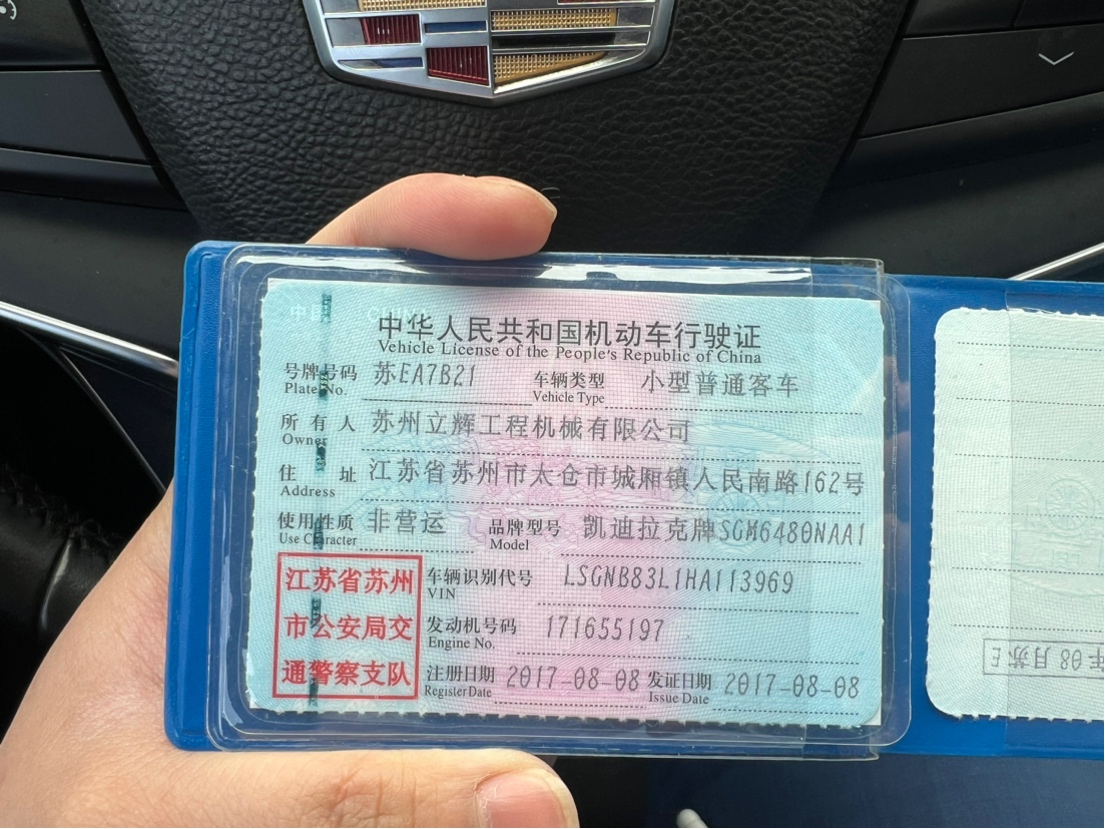 中华人民共和国机动车行驶证
Vehicle License of the People's Republic of China
号牌号码 苏EA7B21 车辆类型 小型普通客车
Plate No. Vehicle Type
所有人 苏州立辉工程机械有限公司
Owner
住址 江苏省苏州市太仓市城厢镇人民南路162号
Address
使用性质 非营运 品牌型号 凯迪拉克牌SGM6480NAA1
Use Character Model
江苏省苏州
市公安局交
通警察支队
车辆识别代号 LSGNB83L1HA113969
VIN
发动机号码 171655197
Engine No.
注册日期 2017-08-08 发证日期 2017-08-08
Register Date Issue Date
年08月苏E